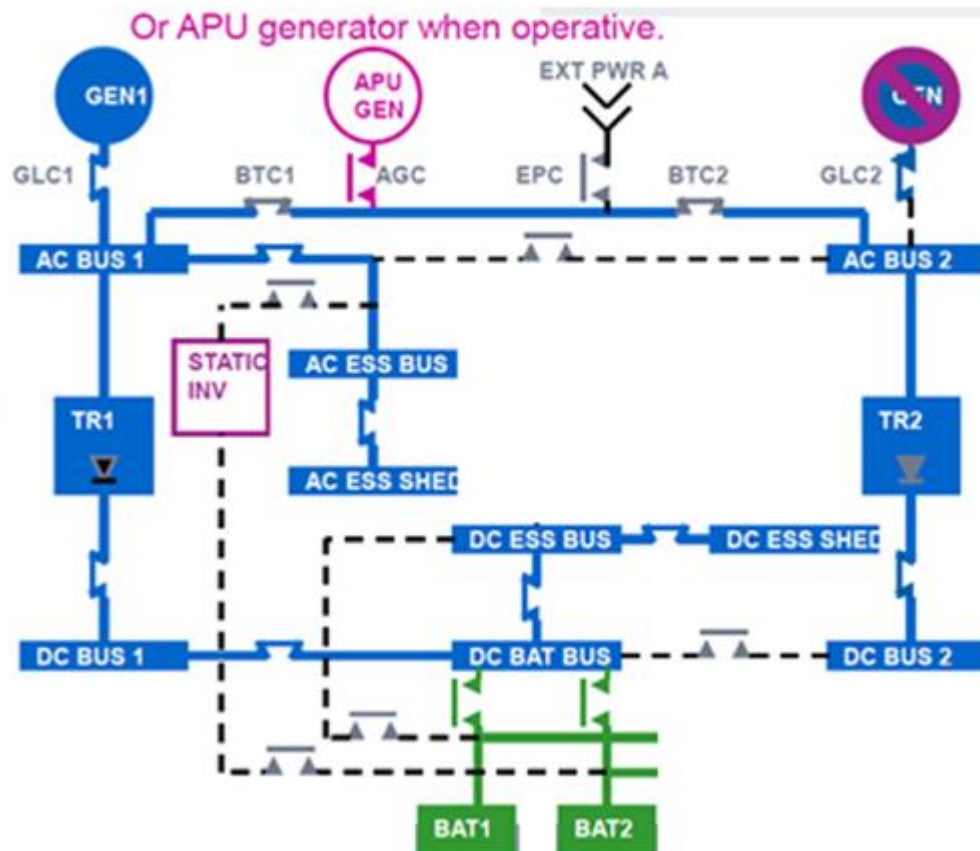 Or APU generator when operative.
GEN1
APU
GEN
EXT PWR A
GEN
GLC1
BTC1
AGC
EPC
BTC2
GLC2
AC BUS 1
AC BUS 2
STATIC
INV
AC ESS BUS
TR1
TR2
AC ESS SHED
DC ESS BUS
DC ESS SHED
DC BUS 1
DC BAT BUS
DC BUS 2
BAT1
BAT2